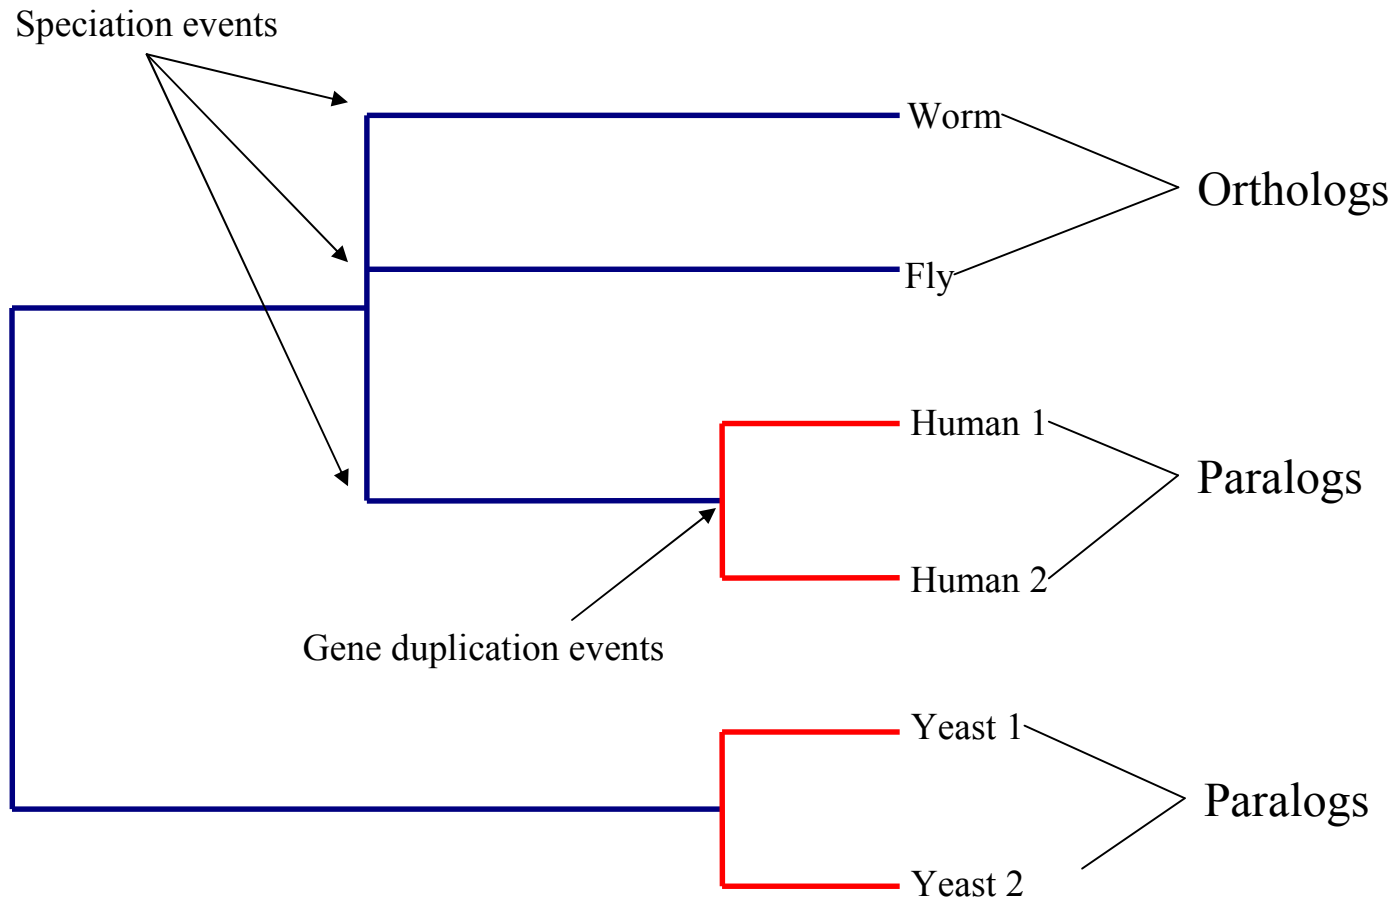 Speciation events
Worm
Orthologs
Fly
Human 1
Paralogs
Human 2
Gene duplication events
Yeast 1
Paralogs
Yeast 2